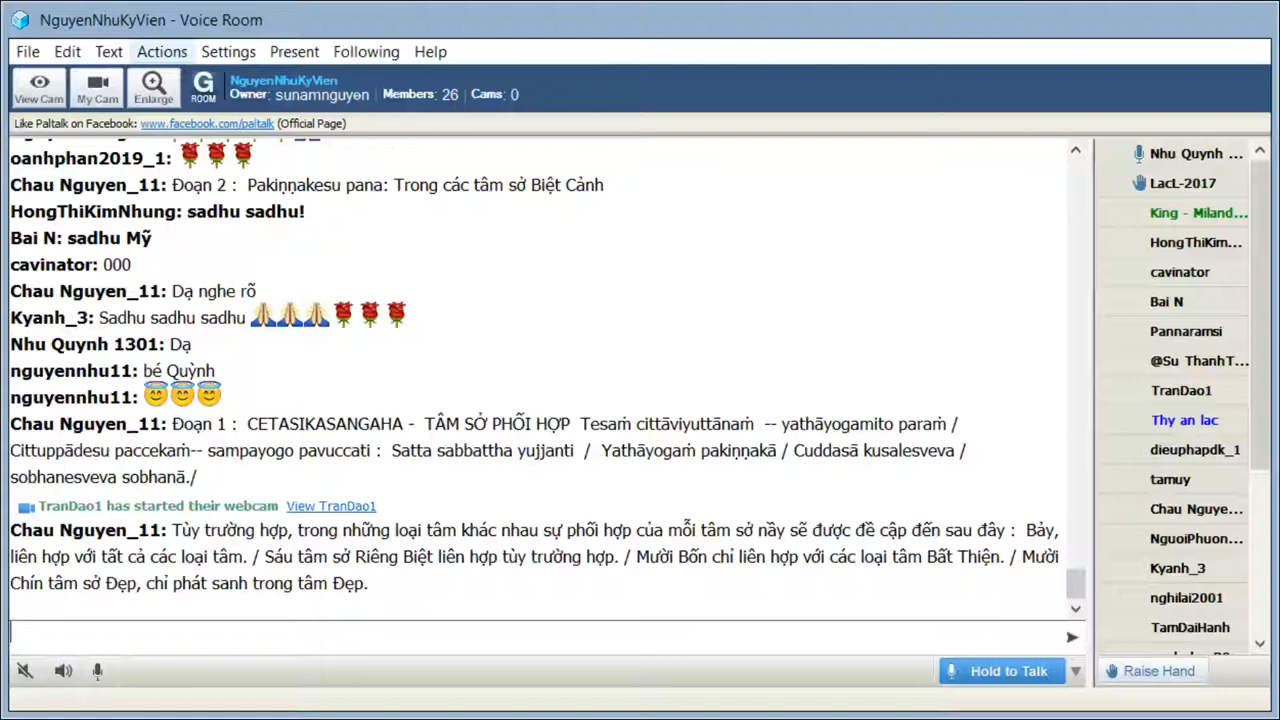 NguyenNhuKyVien - Voice Room
File Edit Text Actions Settings Present Following Help
View Cam My Cam Enlarge G ROOM
NguyenNhuKyVien
Owner: sunamnguyen Members: 26 Cams: 0
Like Paltalk on Facebook: www.facebook.com/paltalk (Official Page)
oanhphan2019_1:
Chau Nguyen_11: Đoạn 2 : Pakiṇṇakesu pana: Trong các tâm sở Biệt Cảnh
HongThiKimNhung: sadhu sadhu!
Bai N: sadhu Mỹ
cavinator: 000
Chau Nguyen_11: Dạ nghe rõ
Kyanh_3: Sadhu sadhu sadhu
Nhu Quynh 1301: Dạ
nguyennhu11: bé Quỳnh
nguyennhu11:
Chau Nguyen_11: Đoạn 1 : CETASIKASANGAHA - TÂM SỞ PHỐI HỢP Tesaṁ cittāviyuttānaṁ -- yathāyogamito paraṁ /
Cittuppādesu paccekaṁ-- sampayogo pavuccati : Satta sabbattha yujjanti / Yathāyogaṁ pakiṇṇakā / Cuddasā kusalesveva /
sobhanesveva sobhanā./
TranDao1 has started their webcam View TranDao1
Chau Nguyen_11: Tùy trường hợp, trong những loại tâm khác nhau sự phối hợp của mỗi tâm sở nầy sẽ được đề cập đến sau đây : Bảy,
liên hợp với tất cả các loại tâm. / Sáu tâm sở Riêng Biệt liên hợp tùy trường hợp. / Mười Bốn chỉ liên hợp với các loại tâm Bất Thiện. / Mười
Chín tâm sở Đẹp, chỉ phát sanh trong tâm Đẹp.
Hold to Talk
Nhu Quynh ...
LacL-2017
King - Miland...
HongThiKim...
cavinator
Bai N
Pannaramsi
@Su ThanhT...
TranDao1
Thy an lac
dieuphapdk_1
tamuy
Chau Nguye...
NguoiPhuon...
Kyanh_3
nghilai2001
TamDaiHanh
Raise Hand